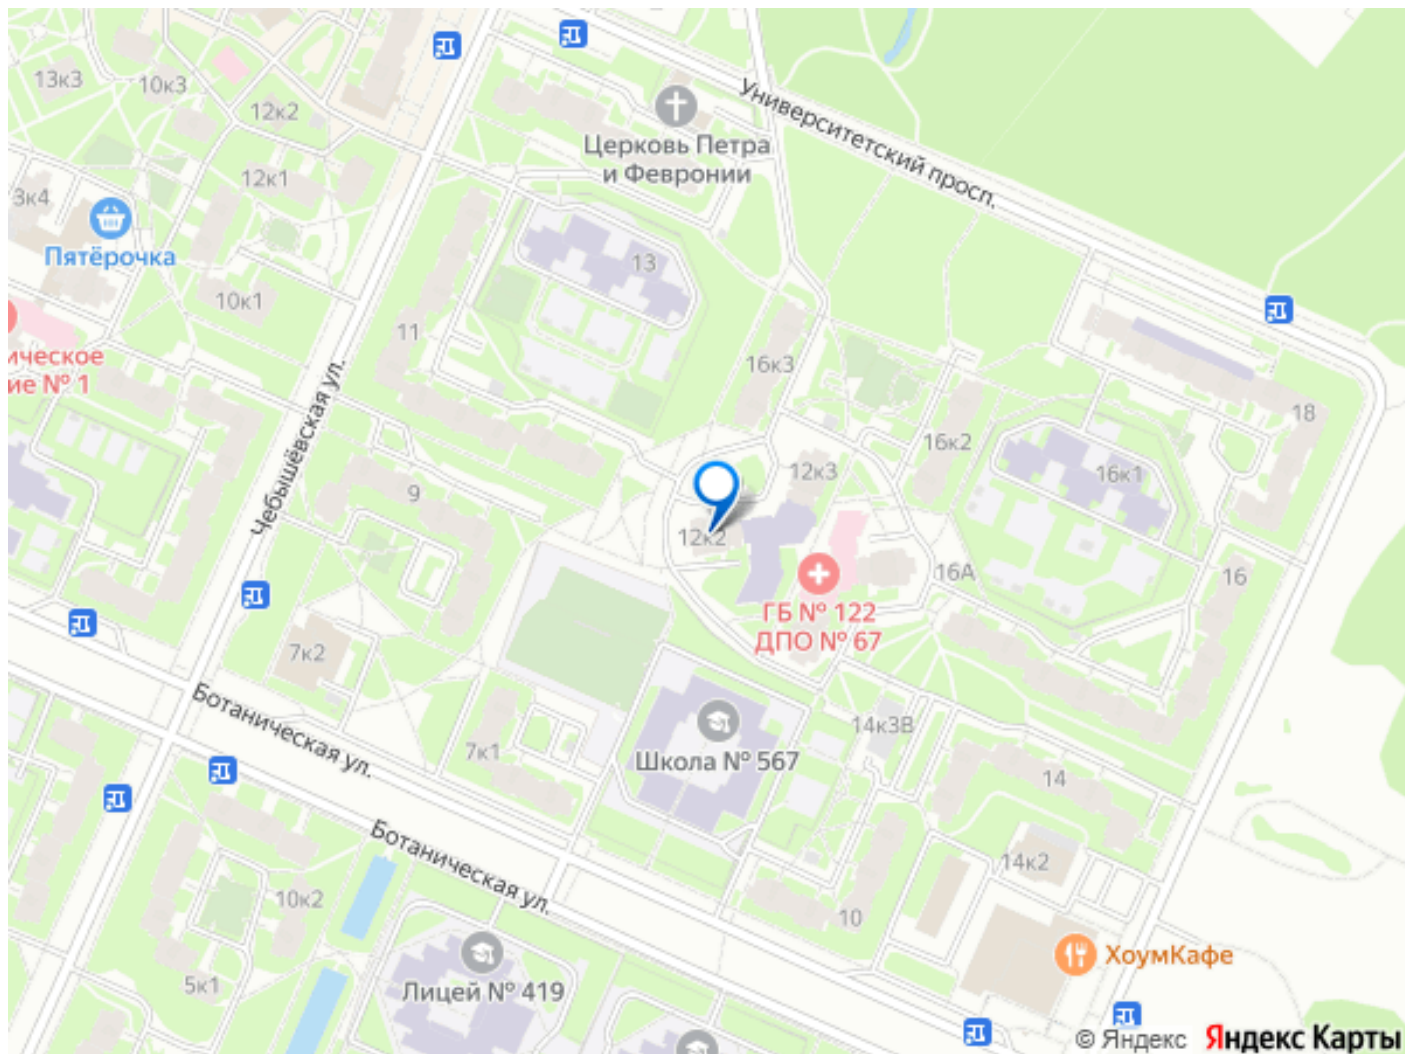 13к3
10к3
12к2
Церковь Петра
и Февронии
Университетский просп.
12к1
3к4
Пятёрочка
10к1
13
11
ическое
ие № 1
Чебышёвская ул.
16к3
18
16к2
12к3
16к1
9
12к2
16А
16
ГБ № 122
ДПО № 67
7к2
Ботаническая ул.
14к3В
7к1
Школа № 567
14
Ботаническая ул.
14к2
10к2
10
ХоумКафе
5к1
Лицей № 419
© Яндекс Яндекс Карты